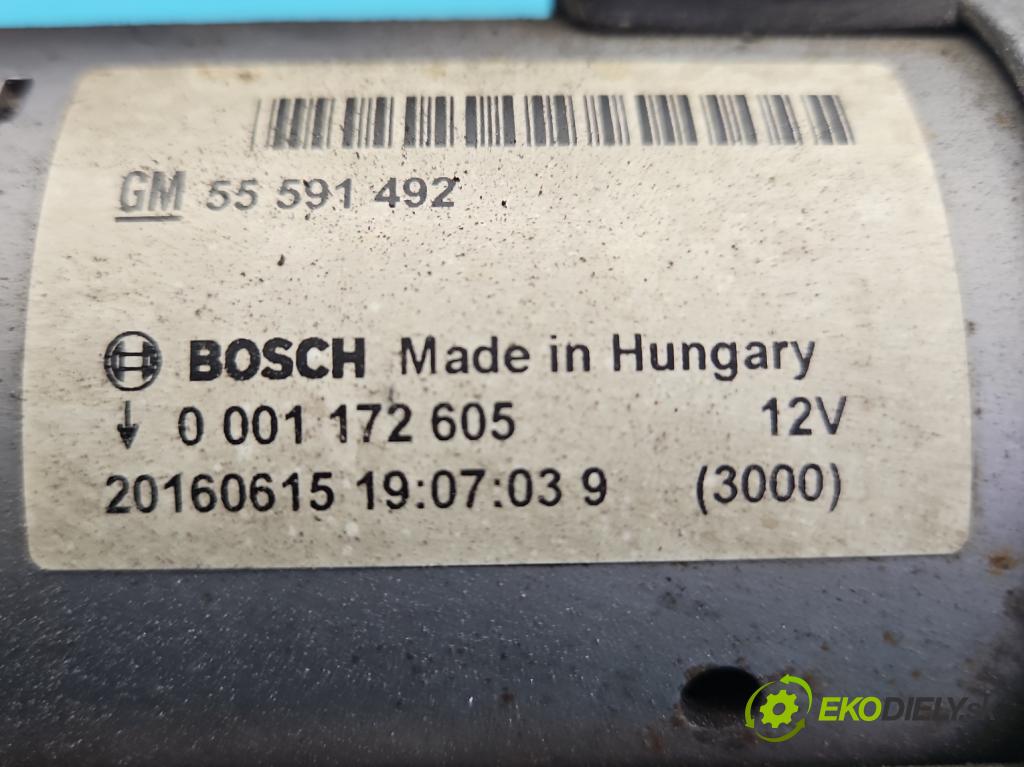 GM 55 591 492
BOSCH Made in Hungary
0 001 172 605 12V
20160615 19:07:03 9 (3000)
EKODIELY.sk